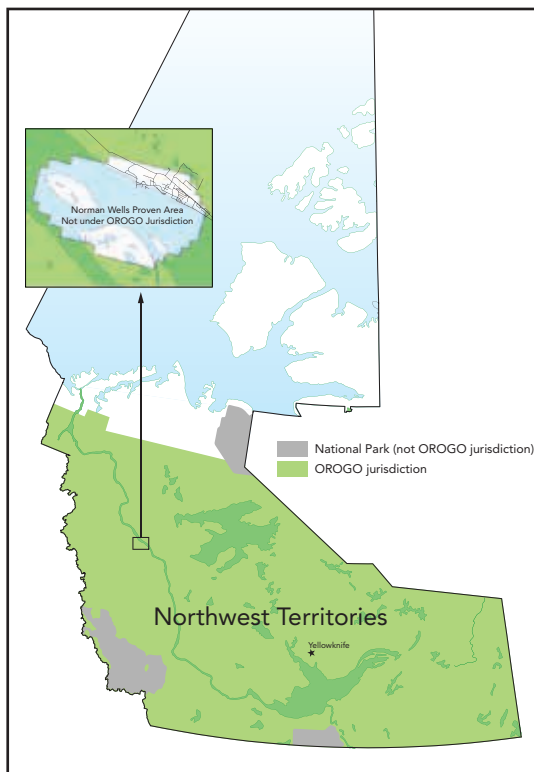 Norman Wells Proven Area
Not under OROGO Jurisdiction
National Park (not OROGO jurisdiction)
OROGO jurisdiction
Northwest Territories
Yellowknife